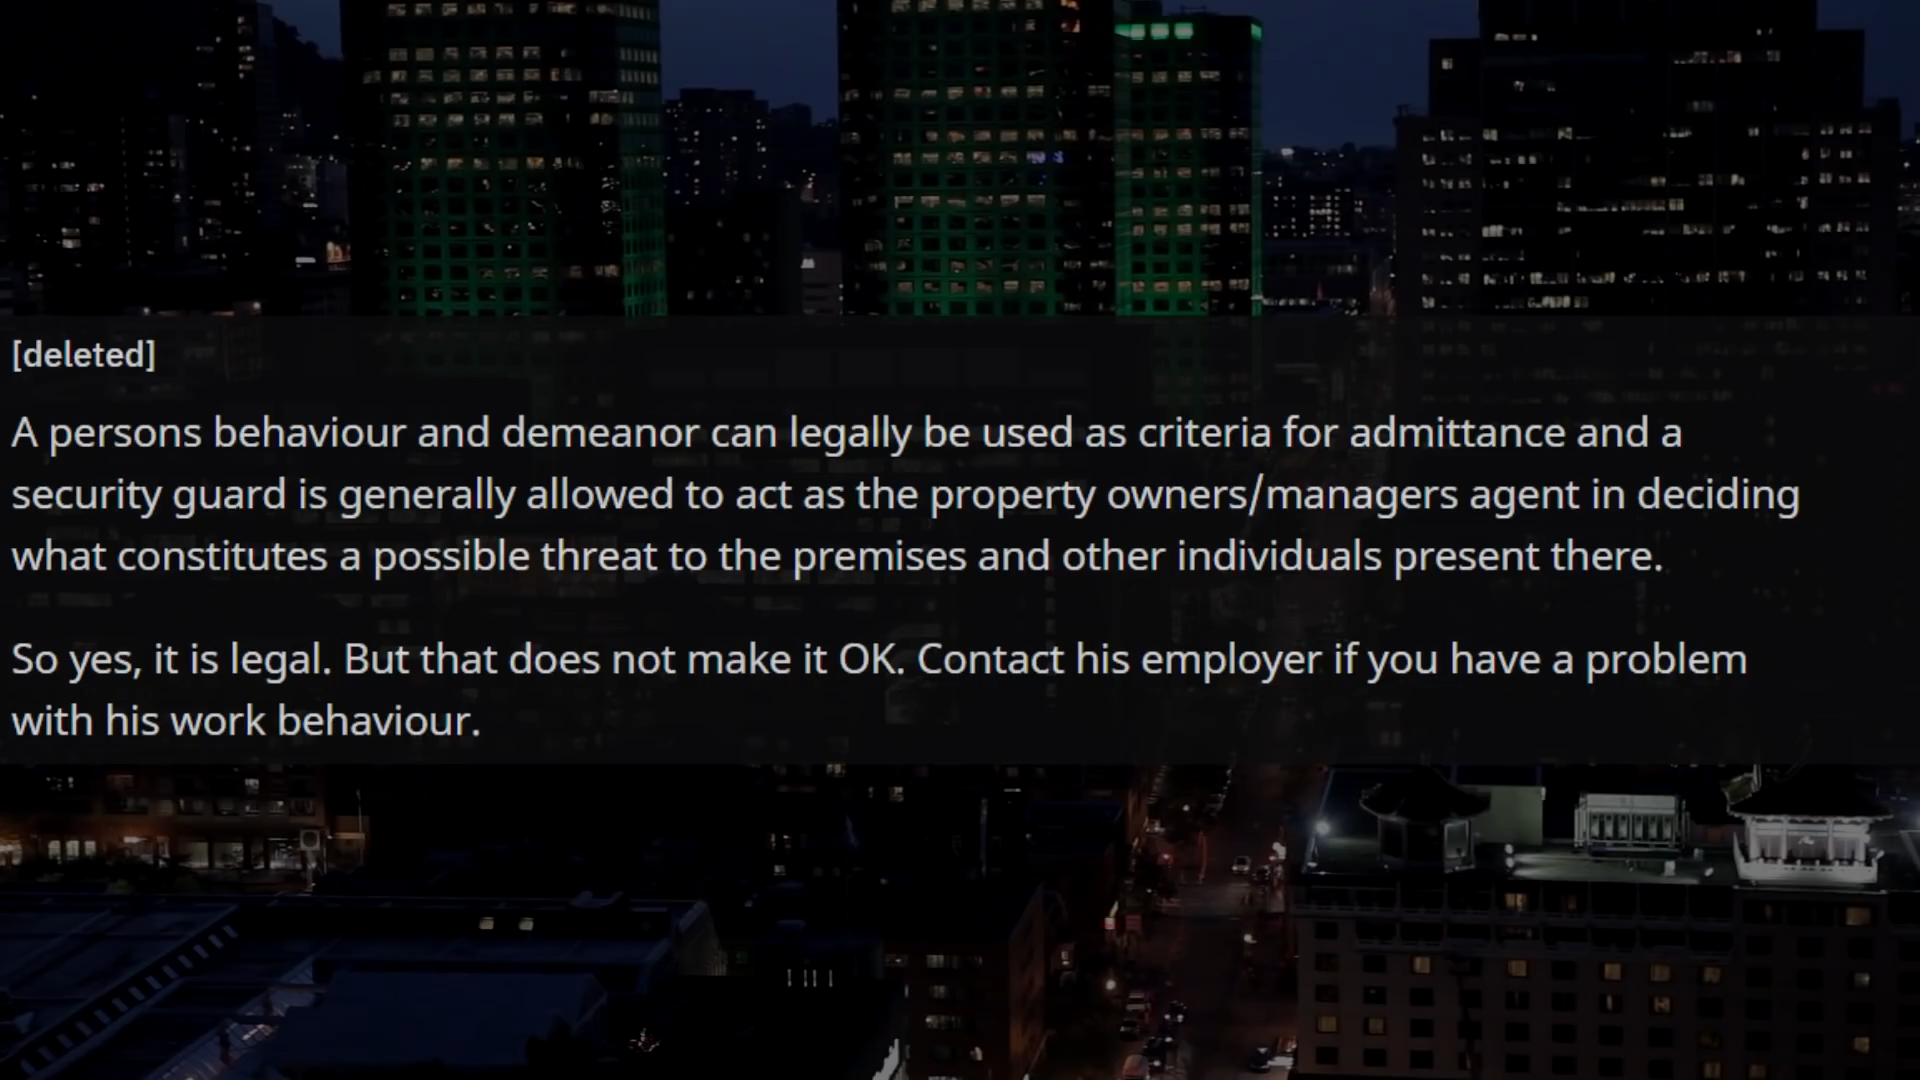 [deleted]
A persons behaviour and demeanor can legally be used as criteria for admittance and a
security guard is generally allowed to act as the property owners/managers agent in deciding
what constitutes a possible threat to the premises and other individuals present there.
So yes, it is legal. But that does not make it OK. Contact his employer if you have a problem
with his work behaviour.